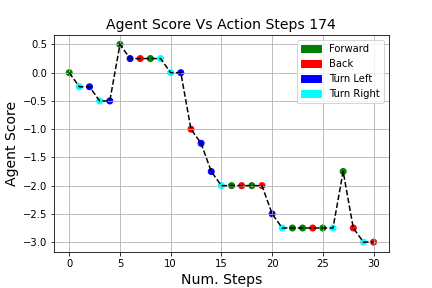 Agent Score Vs Action Steps 174
Agent Score
0.5
0.0
−0.5
−1.0
−1.5
−2.0
−2.5
−3.0
Forward
Back
Turn Left
Turn Right
0 5 10 15 20 25 30
Num. Steps